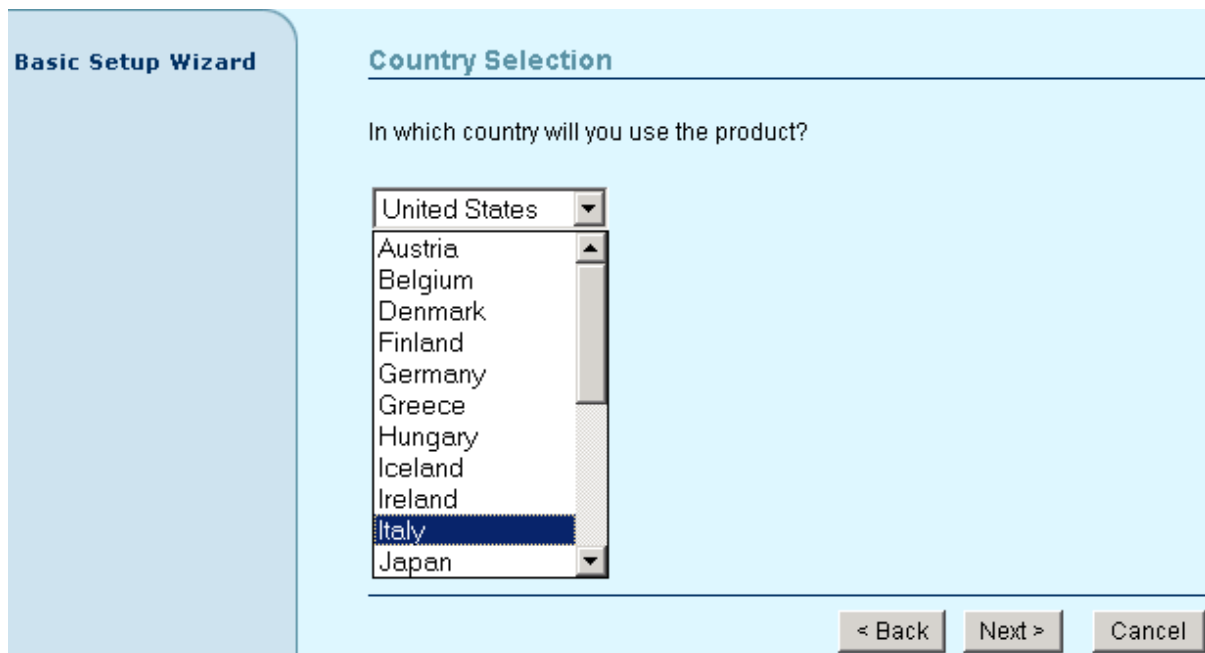 Basic Setup Wizard
Country Selection
In which country will you use the product?
United States
Austria
Belgium
Denmark
Finland
Germany
Greece
Hungary
Iceland
Ireland
Italy
Japan
< Back
Next >
Cancel